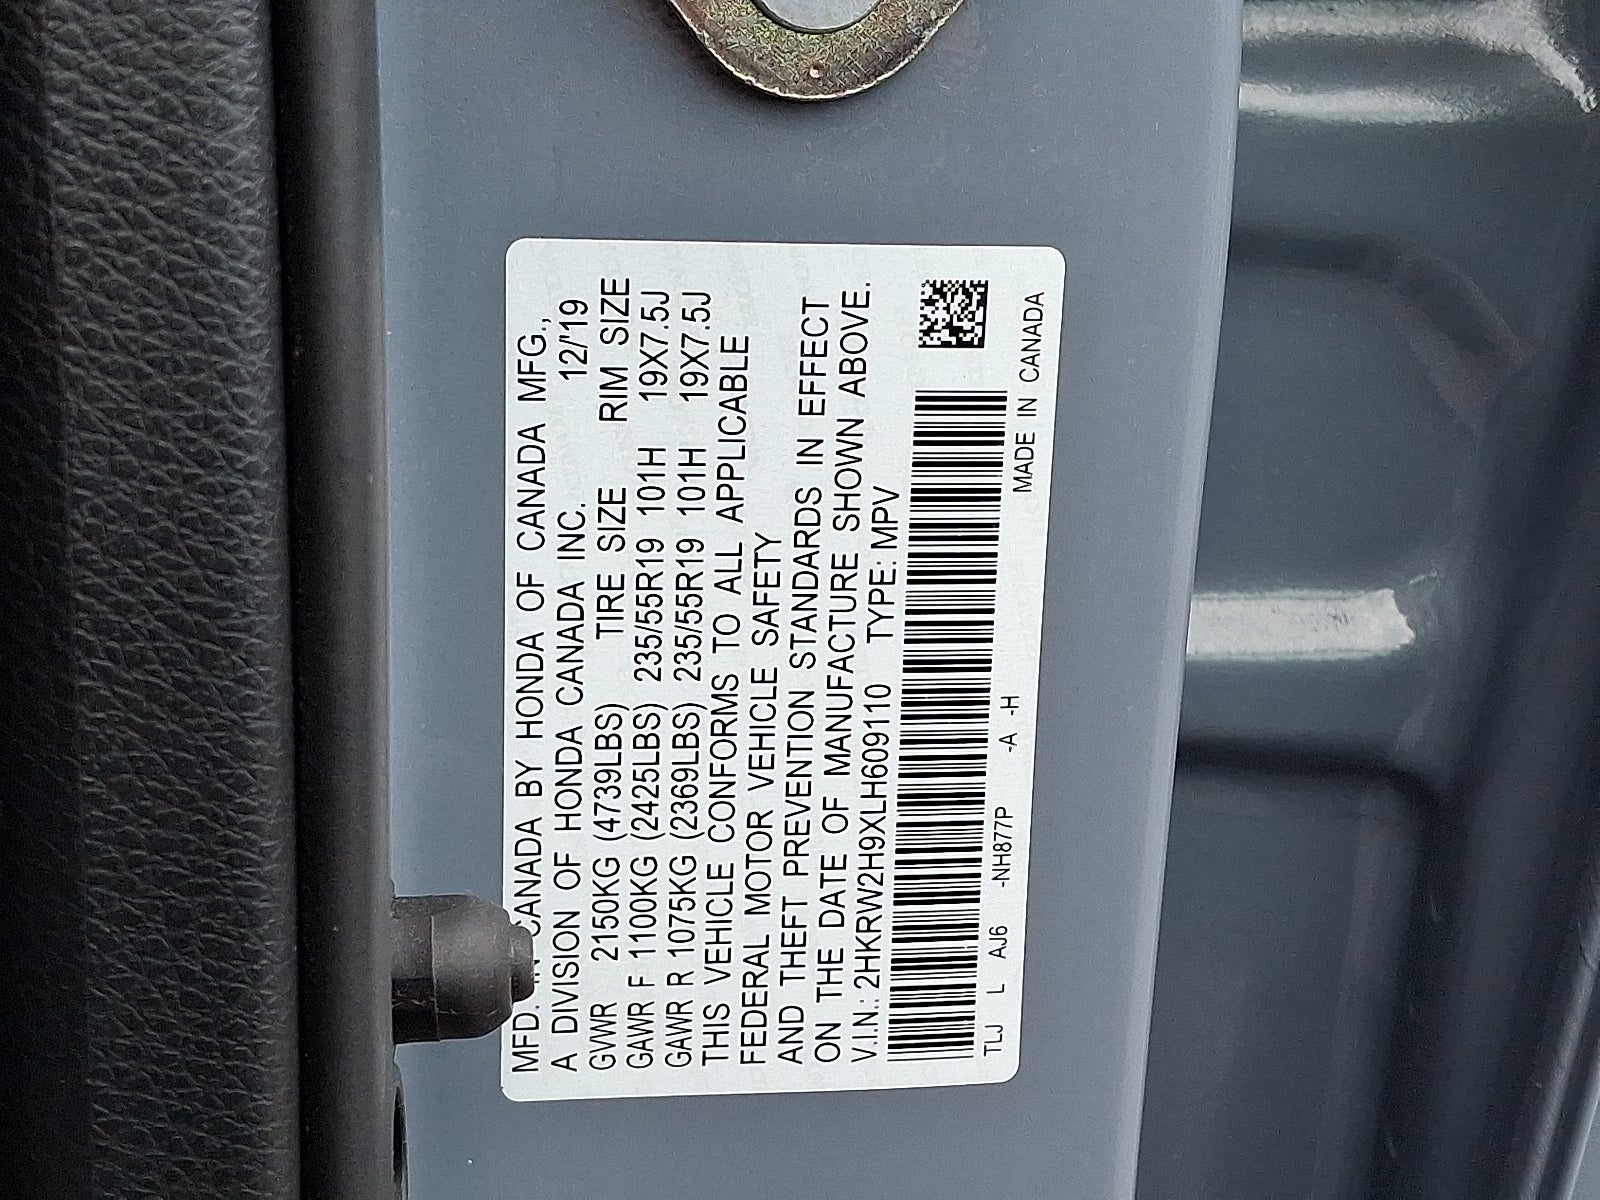 MFD. IN CANADA BY HONDA OF CANADA MFG.,
A DIVISION OF HONDA CANADA INC. 12/'19
GVWR 2150KG (4739LBS) TIRE SIZE RIM SIZE
GAWR F 1100KG (2425LBS) 235/55R19 101H 19X7.5J
GAWR R 1075KG (2369LBS) 235/55R19 101H 19X7.5J
THIS VEHICLE CONFORMS TO ALL APPLICABLE
FEDERAL MOTOR VEHICLE SAFETY
AND THEFT PREVENTION STANDARDS IN EFFECT
ON THE DATE OF MANUFACTURE SHOWN ABOVE.
V.I.N.: 2HKRW2H9XLH609110 TYPE: MPV
TLJ L AJ6 -NH877P -A -H MADE IN CANADA